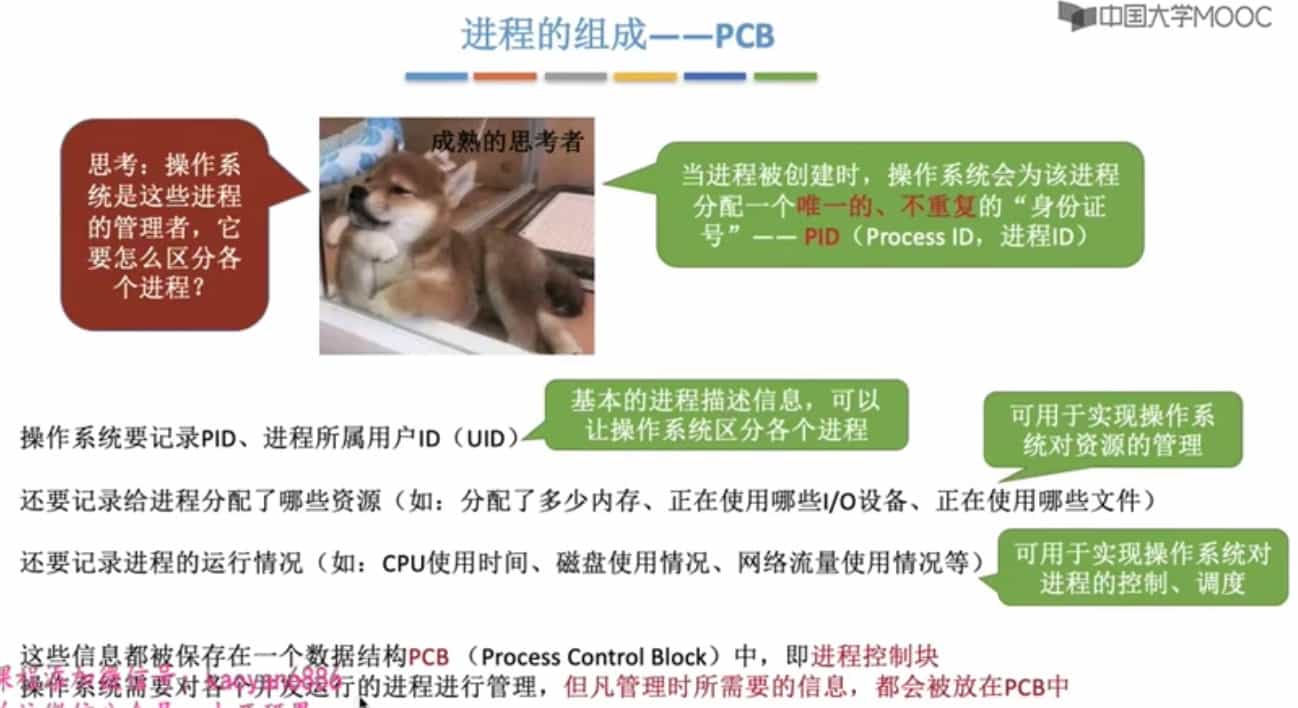 中国大学MOOC
进程的组成——PCB
思考：操作系
统是这些进程
的管理者，它
要怎么区分各
个进程？
成熟的思考者
当进程被创建时，操作系统会为该进程
分配一个唯一的、不重复的“身份证
号”—— PID（Process ID，进程ID）
基本的进程描述信息，可以
让操作系统区分各个进程
操作系统要记录PID、进程所属用户ID（UID）
可用于实现操作系
统对资源的管理
还要记录给进程分配了哪些资源（如：分配了多少内存、正在使用哪些I/O设备、正在使用哪些文件）
还要记录进程的运行情况（如：CPU使用时间、磁盘使用情况、网络流量使用情况等）
可用于实现操作系统对
进程的控制、调度
这些信息都被保存在一个数据结构PCB （Process Control Block）中，即进程控制块
操作系统需要对各个并发运行的进程进行管理，但凡管理时所需要的信息，都会被放在PCB中